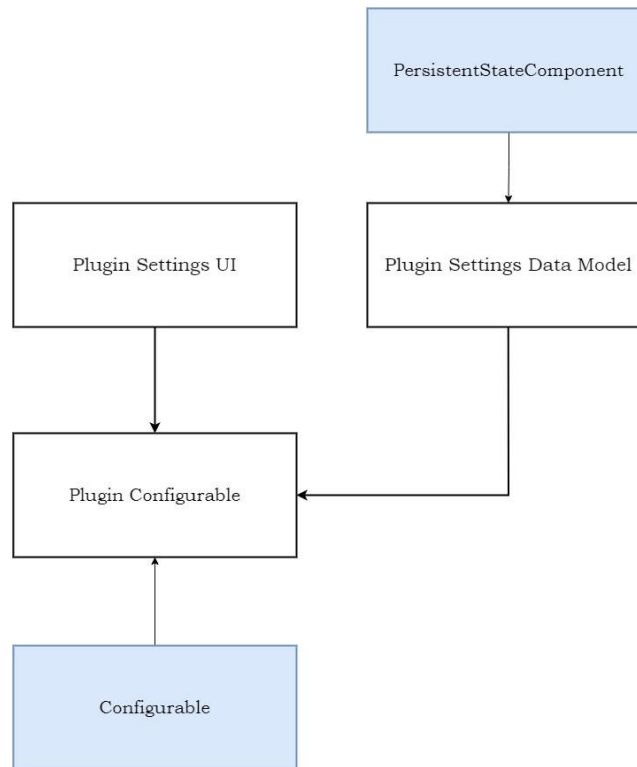 PersistentStateComponent
Plugin Settings UI
Plugin Settings Data Model
Plugin Configurable
Configurable